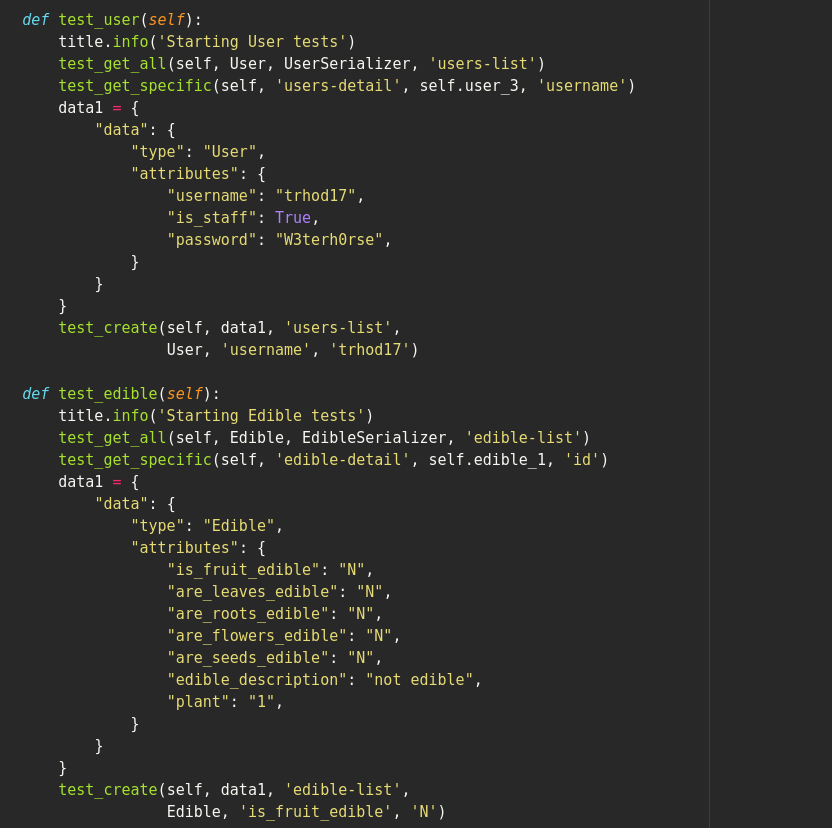 def test_user(self):
    title.info('Starting User tests')
    test_get_all(self, User, UserSerializer, 'users-list')
    test_get_specific(self, 'users-detail', self.user_3, 'username')
    data1 = {
        "data": {
            "type": "User",
            "attributes": {
                "username": "trhod17",
                "is_staff": True,
                "password": "W3terh0rse",
            }
        }
    }
    test_create(self, data1, 'users-list',
                User, 'username', 'trhod17')

def test_edible(self):
    title.info('Starting Edible tests')
    test_get_all(self, Edible, EdibleSerializer, 'edible-list')
    test_get_specific(self, 'edible-detail', self.edible_1, 'id')
    data1 = {
        "data": {
            "type": "Edible",
            "attributes": {
                "is_fruit_edible": "N",
                "are_leaves_edible": "N",
                "are_roots_edible": "N",
                "are_flowers_edible": "N",
                "are_seeds_edible": "N",
                "edible_description": "not edible",
                "plant": "1",
            }
        }
    }
    test_create(self, data1, 'edible-list',
                Edible, 'is_fruit_edible', 'N')